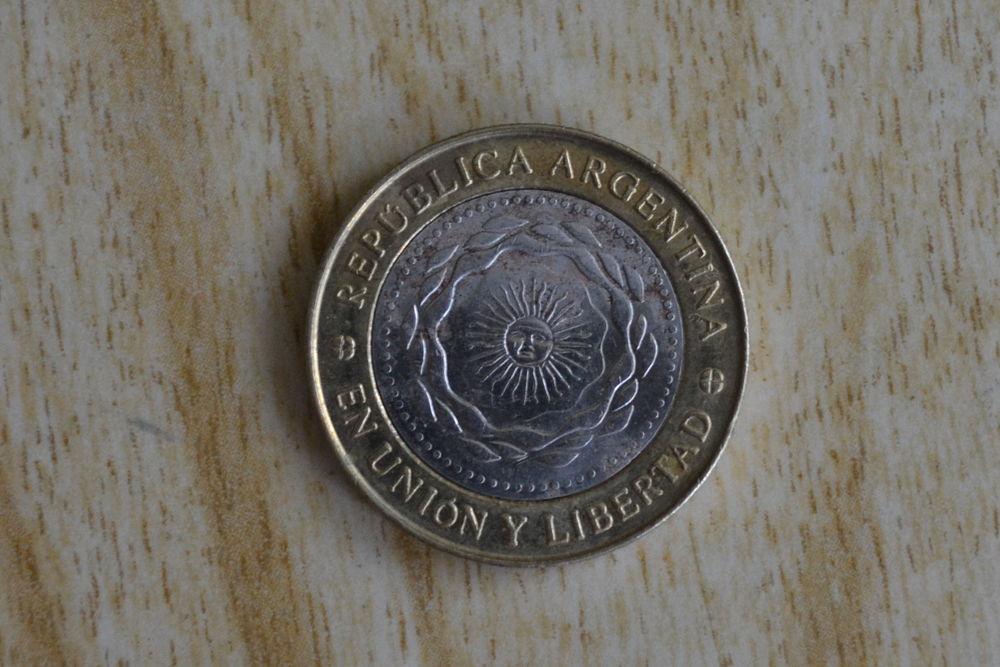 REPÚBLICA ARGENTINA
EN UNIÓN Y LIBERTAD